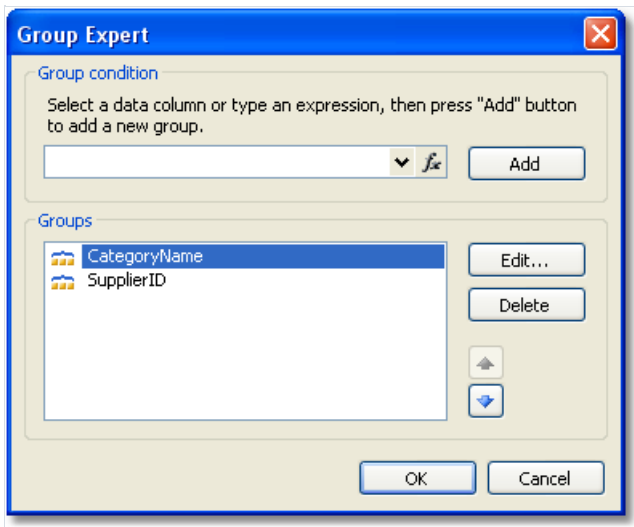 Group Expert
Group condition
Select a data column or type an expression, then press "Add" button
to add a new group.
fx
Add
Groups
CategoryName
SupplierID
Edit...
Delete
OK
Cancel